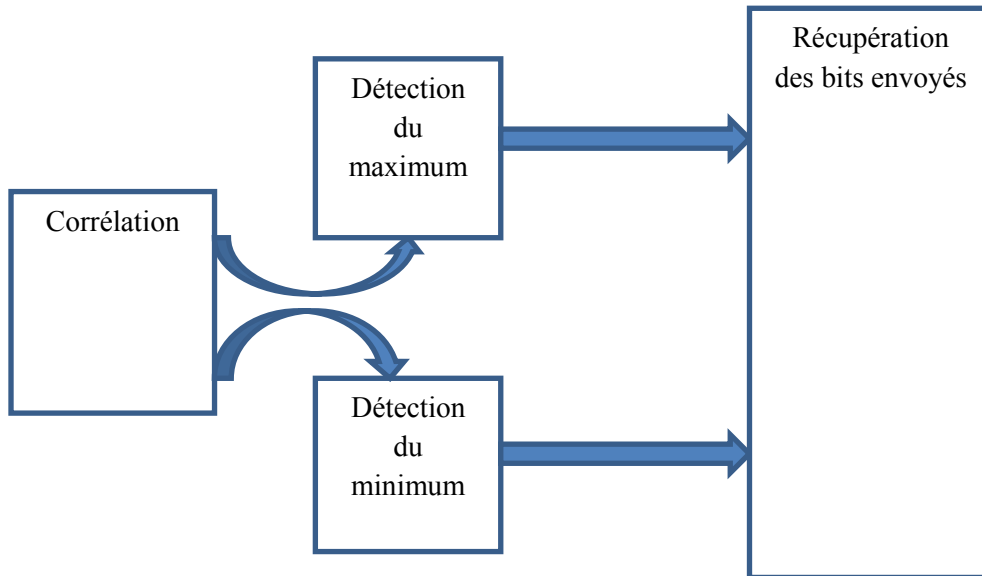 Corrélation
Détection
du
maximum
Détection
du
minimum
Récupération
des bits envoyés